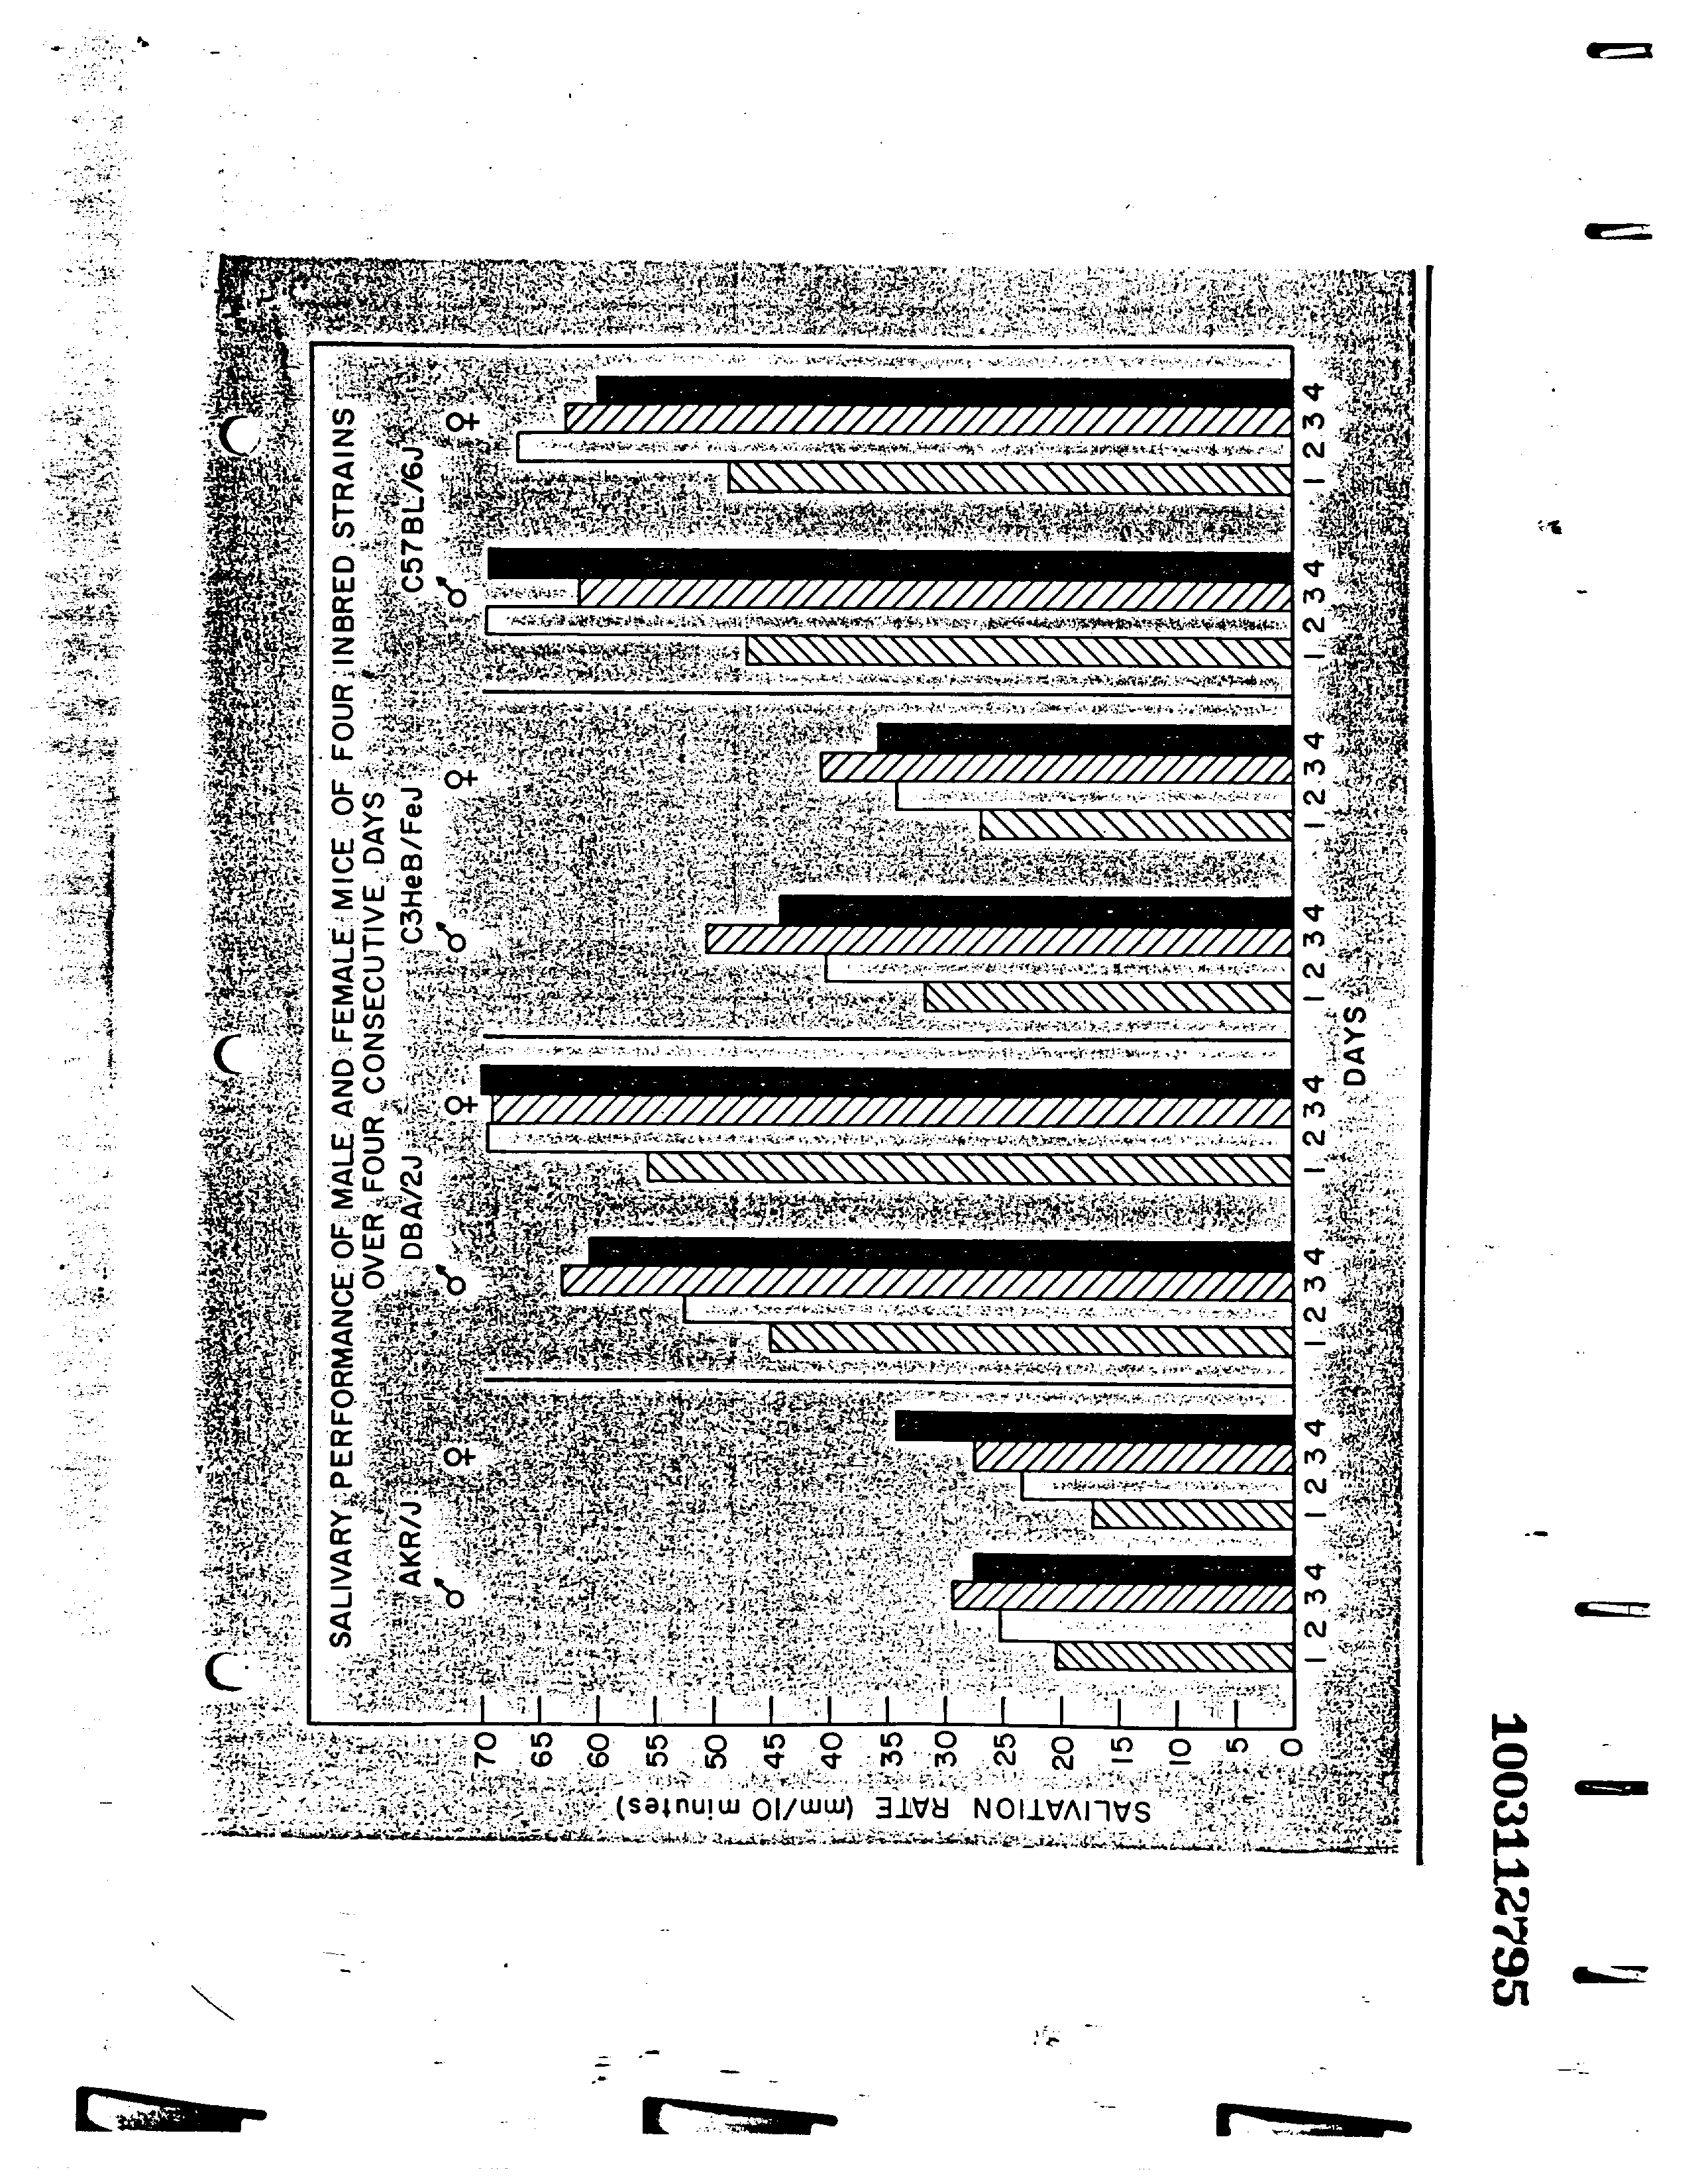 SALIVARY PERFORMANCE OF MALE AND FEMALE MICE OF FOUR INBRED STRAINS
OVER FOUR CONSECUTIVE DAYS
AKR/J DBA/2J C3HeB/FeJ C57BL/6J
♂ ♀ ♂ ♀ ♂ ♀ ♂ ♀
70
65
60
55
50
45
40
35
30
25
20
15
10
5
0
SALIVATION RATE (mm/10 minutes)
1 2 3 4 1 2 3 4 1 2 3 4 1 2 3 4 1 2 3 4 1 2 3 4 1 2 3 4 1 2 3 4
DAYS
1003112795